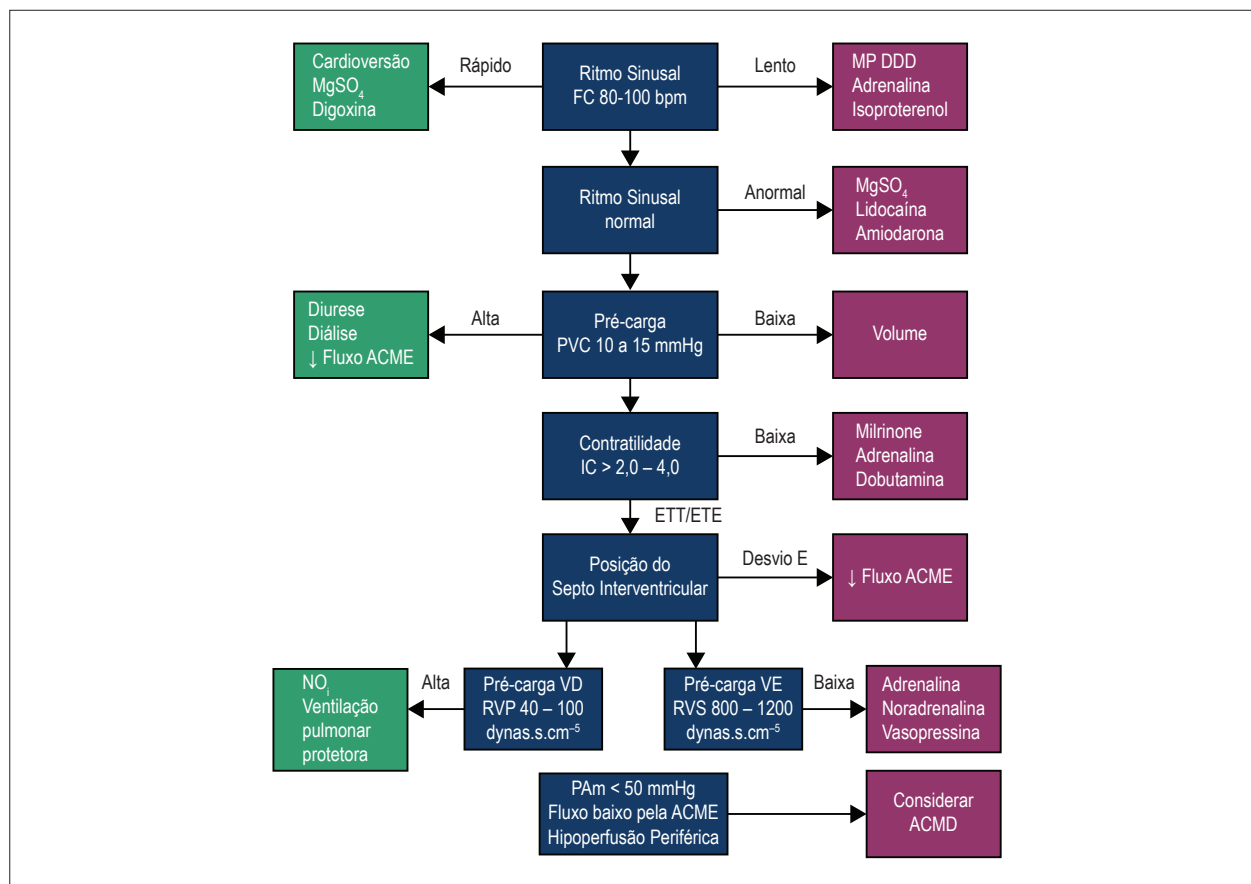 Cardioversão
MgSO₄
Digoxina
Rápido
Ritmo Sinusal
FC 80-100 bpm
Lento
MP DDD
Adrenalina
Isoproterenol
Ritmo Sinusal
normal
Anormal
MgSO₄
Lidocaína
Amiodarona
Diurese
Diálise
↓ Fluxo ACME
Alta
Pré-carga
PVC 10 a 15 mmHg
Baixa
Volume
Contratilidade
IC > 2,0 – 4,0
Baixa
Milrinone
Adrenalina
Dobutamina
ETT/ETE
Posição do
Septo Interventricular
Desvio E
↓ Fluxo ACME
NOᵢ
Ventilação
pulmonar
protetora
Alta
Pré-carga VD
RVP 40 – 100
dynas.s.cm⁻⁵
Pré-carga VE
RVS 800 – 1200
dynas.s.cm⁻⁵
Baixa
Adrenalina
Noradrenalina
Vasopressina
PAm < 50 mmHg
Fluxo baixo pela ACME
Hipoperfusão Periférica
Considerar
ACMD